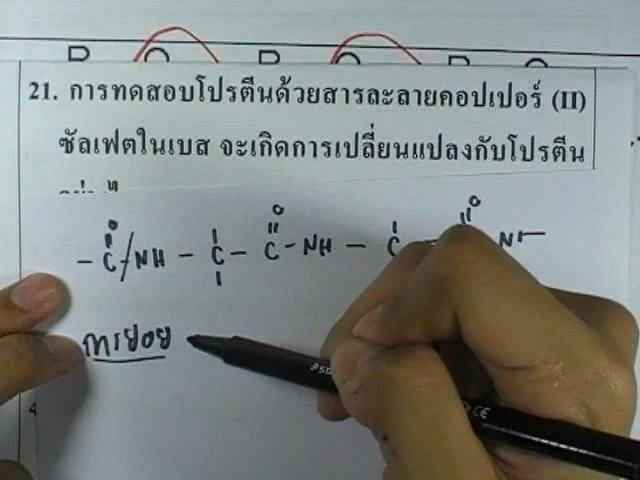 21. การทดสอบโปรตีนด้วยสารละลายคอปเปอร์ (II)
ซัลเฟตในเบส จะเกิดการเปลี่ยนแปลงกับโปรตีน
O O O
- C / NH - C - C - NH - C - N -
การย่อย